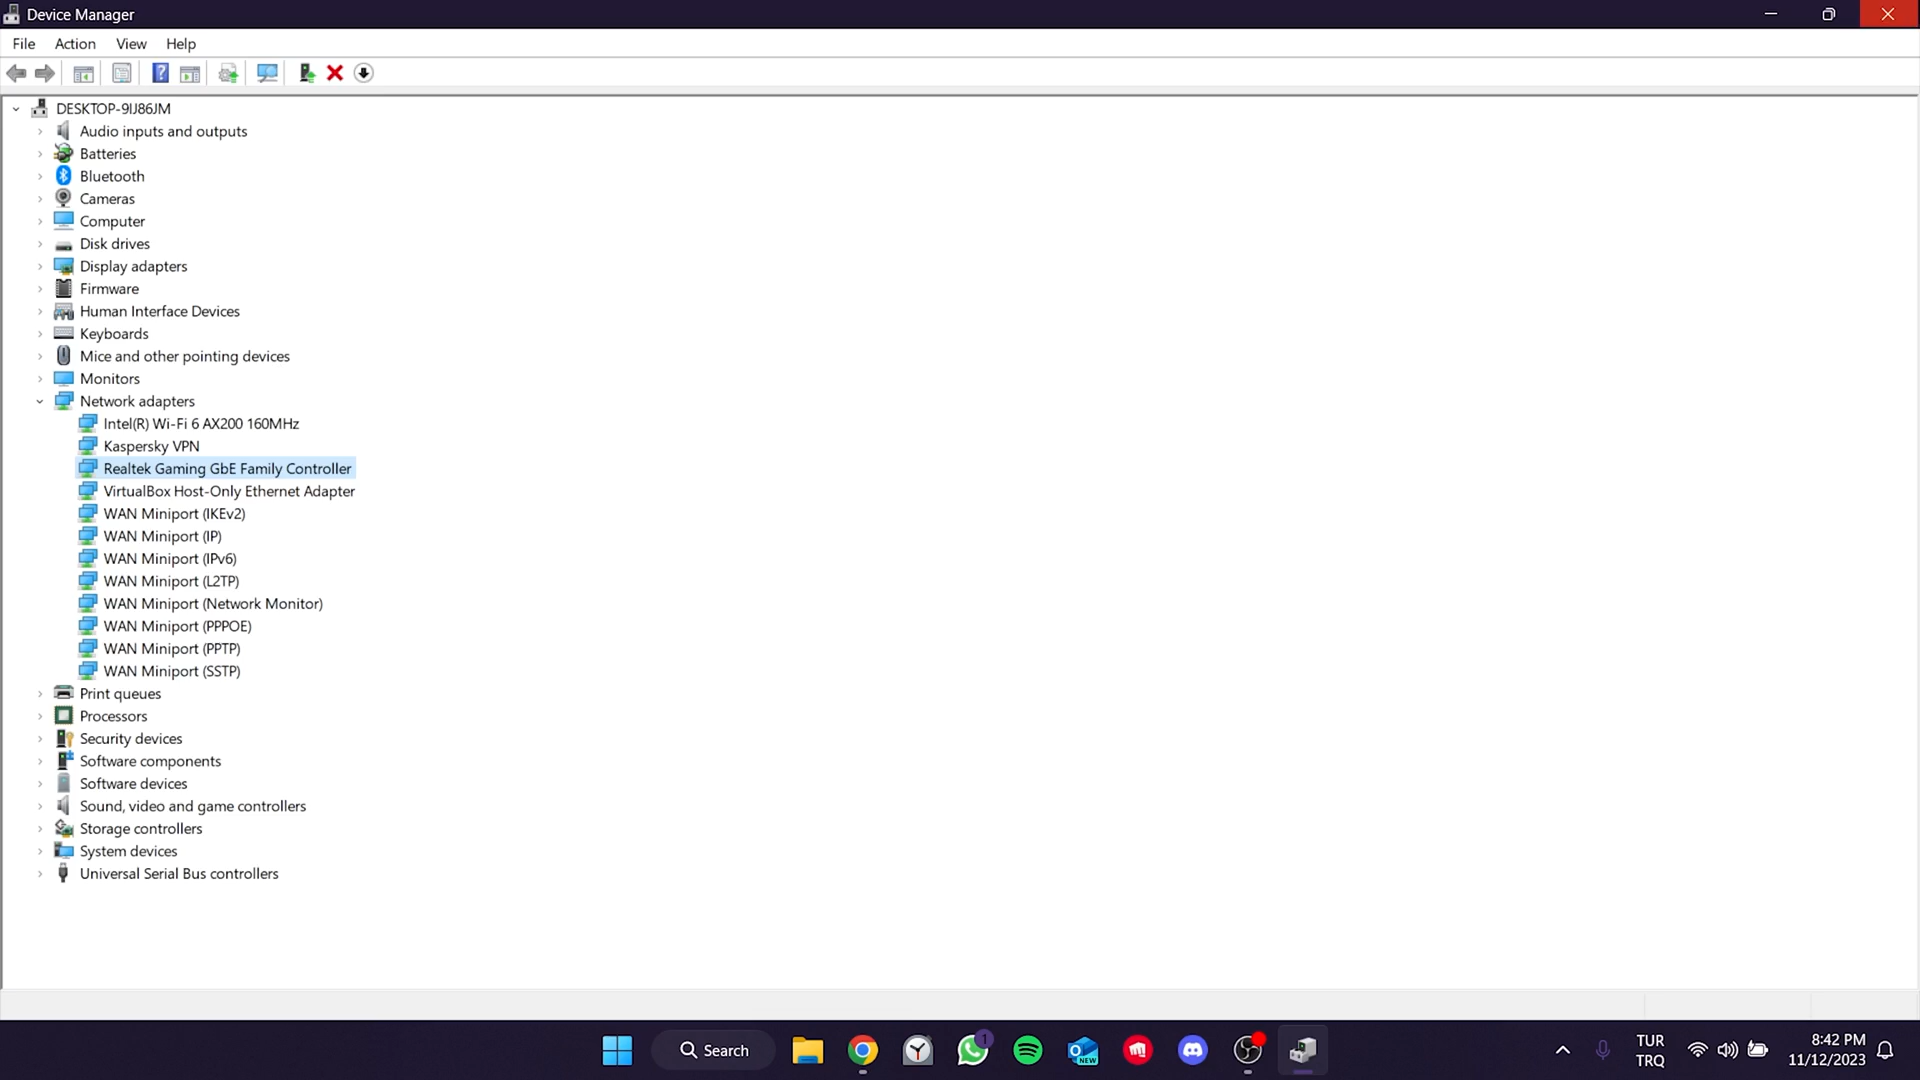 Device Manager
File Action View Help
DESKTOP-9IJ86JM
Audio inputs and outputs
Batteries
Bluetooth
Cameras
Computer
Disk drives
Display adapters
Firmware
Human Interface Devices
Keyboards
Mice and other pointing devices
Monitors
Network adapters
Intel(R) Wi-Fi 6 AX200 160MHz
Kaspersky VPN
Realtek Gaming GbE Family Controller
VirtualBox Host-Only Ethernet Adapter
WAN Miniport (IKEv2)
WAN Miniport (IP)
WAN Miniport (IPv6)
WAN Miniport (L2TP)
WAN Miniport (Network Monitor)
WAN Miniport (PPPOE)
WAN Miniport (PPTP)
WAN Miniport (SSTP)
Print queues
Processors
Security devices
Software components
Software devices
Sound, video and game controllers
Storage controllers
System devices
Universal Serial Bus controllers
Search
1
NEW
TUR
TRQ
8:42 PM
11/12/2023